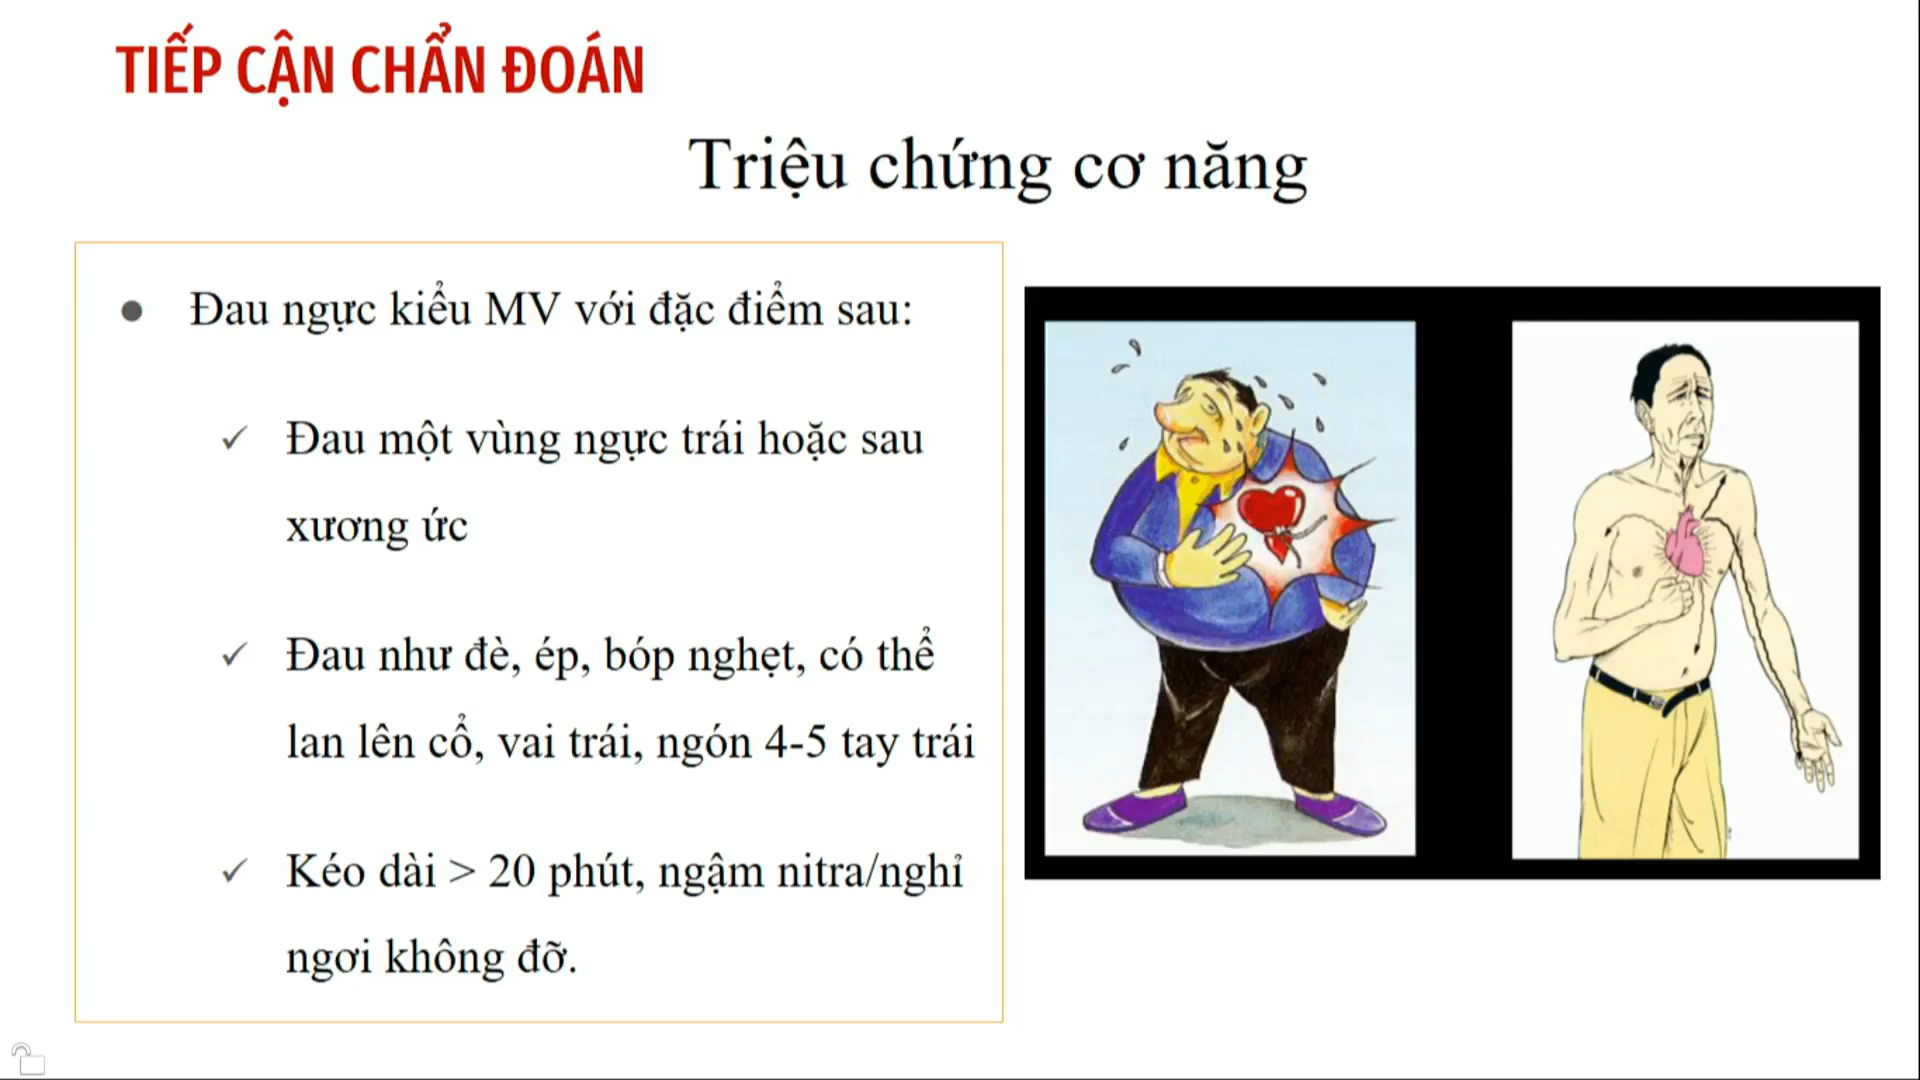 TIẾP CẬN CHẨN ĐOÁN
Triệu chứng cơ năng
● Đau ngực kiểu MV với đặc điểm sau:
✓ Đau một vùng ngực trái hoặc sau
xương ức
✓ Đau như đè, ép, bóp nghẹt, có thể
lan lên cổ, vai trái, ngón 4-5 tay trái
✓ Kéo dài > 20 phút, ngậm nitra/nghỉ
ngơi không đỡ.